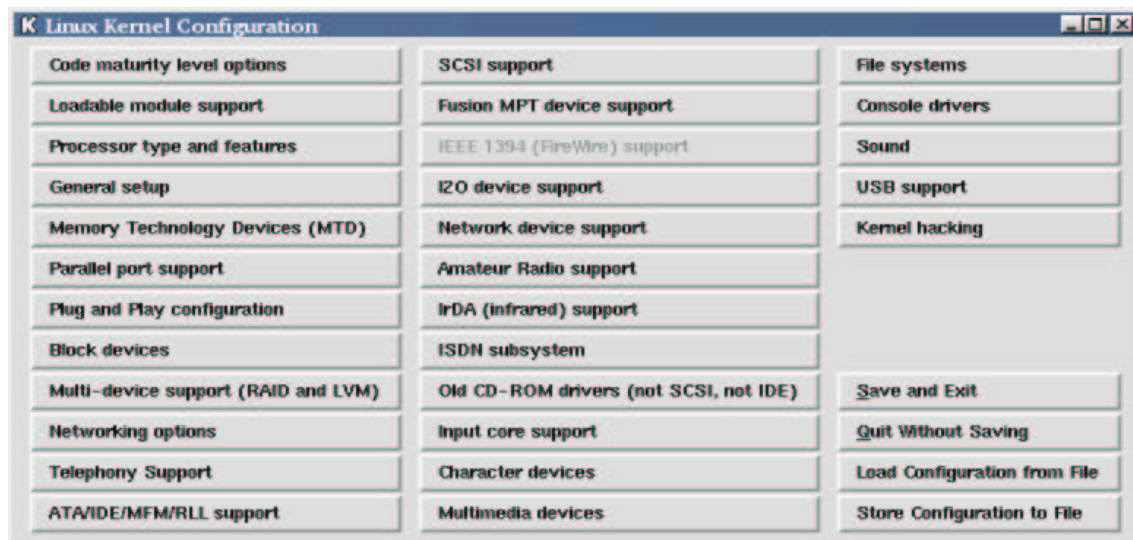 K Linux Kernel Configuration
Code maturity level options
Loadable module support
Processor type and features
General setup
Memory Technology Devices (MTD)
Parallel port support
Plug and Play configuration
Block devices
Multi-device support (RAID and LVM)
Networking options
Telephony Support
ATA/IDE/MFM/RLL support
SCSI support
Fusion MPT device support
IEEE 1394 (FireWire) support
I2O device support
Network device support
Amateur Radio support
IrDA (infrared) support
ISDN subsystem
Old CD-ROM drivers (not SCSI, not IDE)
Input core support
Character devices
Multimedia devices
File systems
Console drivers
Sound
USB support
Kernel hacking
Save and Exit
Quit Without Saving
Load Configuration from File
Store Configuration to File